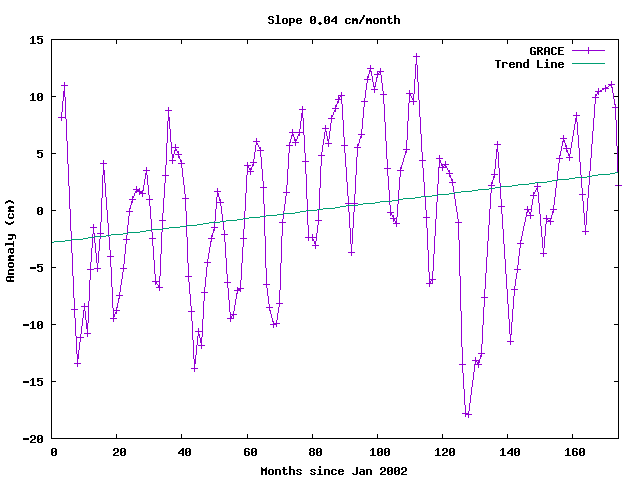 Slope 0.04 cm/month
15
10
5
0
-5
-10
-15
-20
Anomaly (cm)
GRACE
Trend Line
0 20 40 60 80 100 120 140 160
Months since Jan 2002